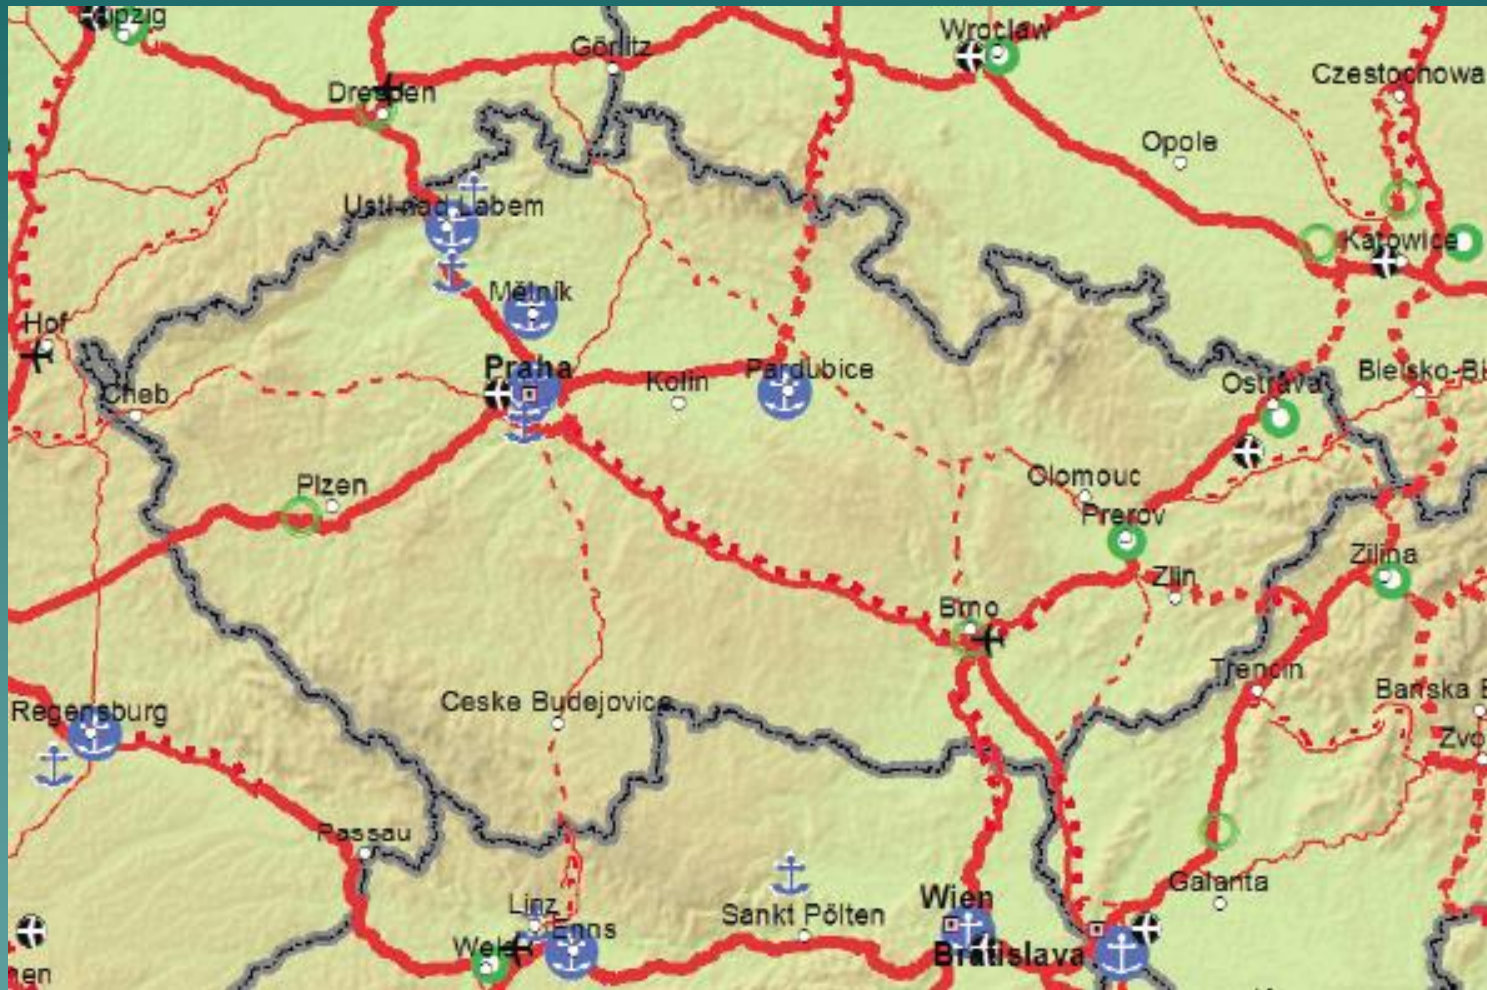 Leipzig
Görlitz
Wroclaw
Czestochowa
Dresden
Opole
Usti nad Labem
Katowice
Mělník
Hof
Praha
Kolin
Pardubice
Ostrava
Bielsko-Bi
Cheb
Plzen
Olomouc
Prerov
Zilina
Zlin
Brno
Trencin
Ceske Budejovice
Banska B
Regensburg
Zvo
Passau
Galanta
Wien
Linz
Sankt Pölten
Enns
Wels
Bratislava
hen